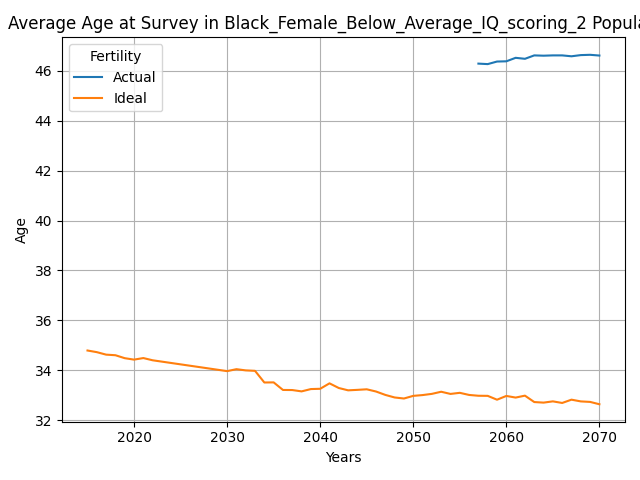 Average Age at Survey in Black_Female_Below_Average_IQ_scoring_2
Fertility
Actual
Ideal
46
44
42
40
38
36
34
32
Age
2020 2030 2040 2050 2060 2070
Years